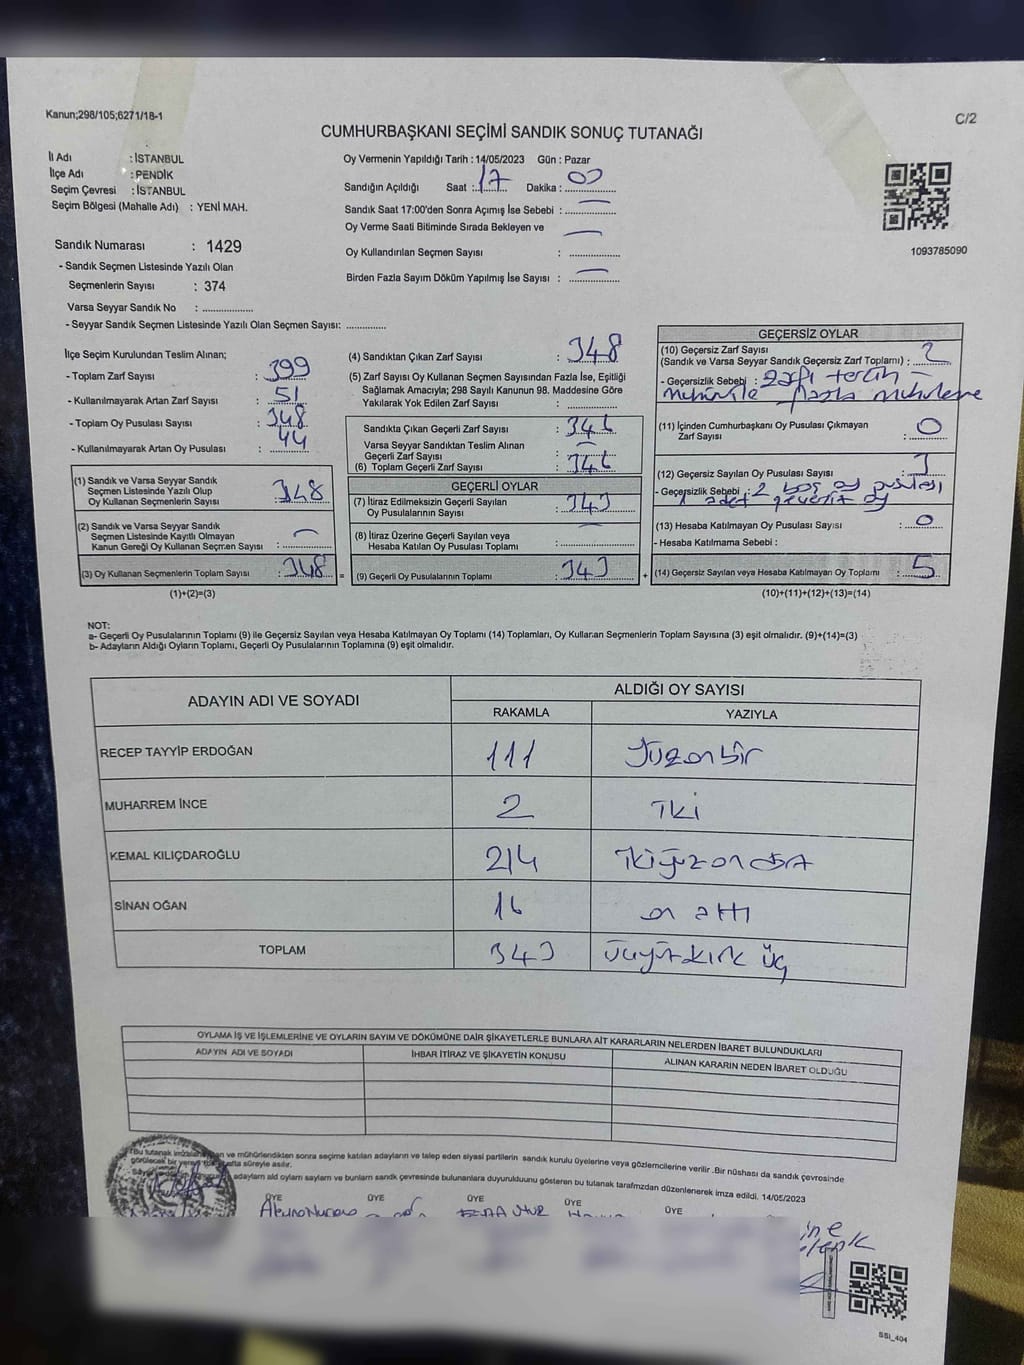 Kanun;298/105;6271/18-1
C/2
CUMHURBAŞKANI SEÇİMİ SANDIK SONUÇ TUTANAĞI
İl Adı : İSTANBUL
İlçe Adı : PENDİK
Seçim Çevresi : İSTANBUL
Seçim Bölgesi (Mahalle Adı) : YENİ MAH.
Sandık Numarası : 1429
- Sandık Seçmen Listesinde Yazılı Olan
Seçmenlerin Sayısı : 374
Varsa Seyyar Sandık No : ...............
- Seyyar Sandık Seçmen Listesinde Yazılı Olan Seçmen Sayısı: ............
Oy Vermenin Yapıldığı Tarih : 14/05/2023 Gün : Pazar
Sandığın Açıldığı Saat : 17 Dakika : 00
Sandık Saat 17:00'den Sonra Açımış İse Sebebi : —
Oy Verme Saati Bitiminde Sırada Bekleyen ve —
Oy Kullandırılan Seçmen Sayısı : ...............
Birden Fazla Sayım Döküm Yapılmış İse Sayısı : —
1093785090
İlçe Seçim Kurulundan Teslim Alınan;
- Toplam Zarf Sayısı : 399
- Kullanılmayarak Artan Zarf Sayısı : 51
- Toplam Oy Pusulası Sayısı : 348
- Kullanılmayarak Artan Oy Pusulası : 44
(1) Sandık ve Varsa Seyyar Sandık
Seçmen Listesinde Yazılı Olup
Oy Kullanan Seçmenlerin Sayısı : 348
(2) Sandık ve Varsa Seyyar Sandık
Seçmen Listesinde Kayıtlı Olmayan
Kanun Gereği Oy Kullanan Seçmen Sayısı : —
(3) Oy Kullanan Seçmenlerin Toplam Sayısı : 348 =
(1)+(2)=(3)
(4) Sandıktan Çıkan Zarf Sayısı : 348
(5) Zarf Sayısı Oy Kullanan Seçmen Sayısından Fazla İse, Eşitliği
Sağlamak Amacıyla; 298 Sayılı Kanunun 98. Maddesine Göre
Yakılarak Yok Edilen Zarf Sayısı : ...............
Sandıkta Çıkan Geçerli Zarf Sayısı : 346
Varsa Seyyar Sandıktan Teslim Alınan
Geçerli Zarf Sayısı : —
(6) Toplam Geçerli Zarf Sayısı : 346
GEÇERLİ OYLAR
(7) İtiraz Edilmeksizin Geçerli Sayılan
Oy Pusulalarının Sayısı : 343
(8) İtiraz Üzerine Geçerli Sayılan veya
Hesaba Katılan Oy Pusulası Toplamı : —
(9) Geçerli Oy Pusulalarının Toplamı : 343 +
GEÇERSİZ OYLAR
(10) Geçersiz Zarf Sayısı
(Sandık ve Varsa Seyyar Sandık Geçersiz Zarf Toplamı) : 2
- Geçersizlik Sebebi : zarfı tercih
mührüyle fazla mühürleme
(11) İçinden Cumhurbaşkanı Oy Pusulası Çıkmayan
Zarf Sayısı : 0
(12) Geçersiz Sayılan Oy Pusulası Sayısı : 3
- Geçersizlik Sebebi : 2 boş oy pusulası
1 adet oy
(13) Hesaba Katılmayan Oy Pusulası Sayısı : 0
- Hesaba Katılmama Sebebi :
(14) Geçersiz Sayılan veya Hesaba Katılmayan Oy Toplamı : 5
(10)+(11)+(12)+(13)=(14)
NOT:
a- Geçerli Oy Pusulalarının Toplamı (9) ile Geçersiz Sayılan veya Hesaba Katılmayan Oy Toplamı (14) Toplamları, Oy Kullanan Seçmenlerin Toplam Sayısına (3) eşit olmalıdır. (9)+(14)=(3)
b- Adayların Aldığı Oyların Toplamı, Geçerli Oy Pusulalarının Toplamına (9) eşit olmalıdır.
ADAYIN ADI VE SOYADI ALDIĞI OY SAYISI
RAKAMLA YAZIYLA
RECEP TAYYİP ERDOĞAN 111 Yüzonbir
MUHARREM İNCE 2 İki
KEMAL KILIÇDAROĞLU 214 İkiyüzondört
SİNAN OĞAN 16 on altı
TOPLAM 343 üçyüzkırk üç
OYLAMA İŞ VE İŞLEMLERİNE VE OYLARIN SAYIM VE DÖKÜMÜNE DAİR ŞİKAYETLERLE BUNLARA AİT KARARLARIN NELERDEN İBARET BULUNDUKLARI
ADAYIN ADI VE SOYADI İHBAR İTİRAZ VE ŞİKAYETİN KONUSU ALINAN KARARIN NEDEN İBARET OLDUĞU
Bu tutanak ve mühürlendikten sonra seçime katılan adayların ve talep eden siyasi partilerin sandık kurulu üyelerine veya gözlemcilerine verilir .Bir nüshası da sandık çevresinde
görülecek bir süreyle asılır.
adayların ald oyların sayların ve bunların sandık çevresinde bulunanlara duyurulduunu gösteren bu tutanak tarafmzdan düzenlenerek imza edildi. 14/05/2023
ÜYE ÜYE ÜYE ÜYE ÜYE
SSI_404